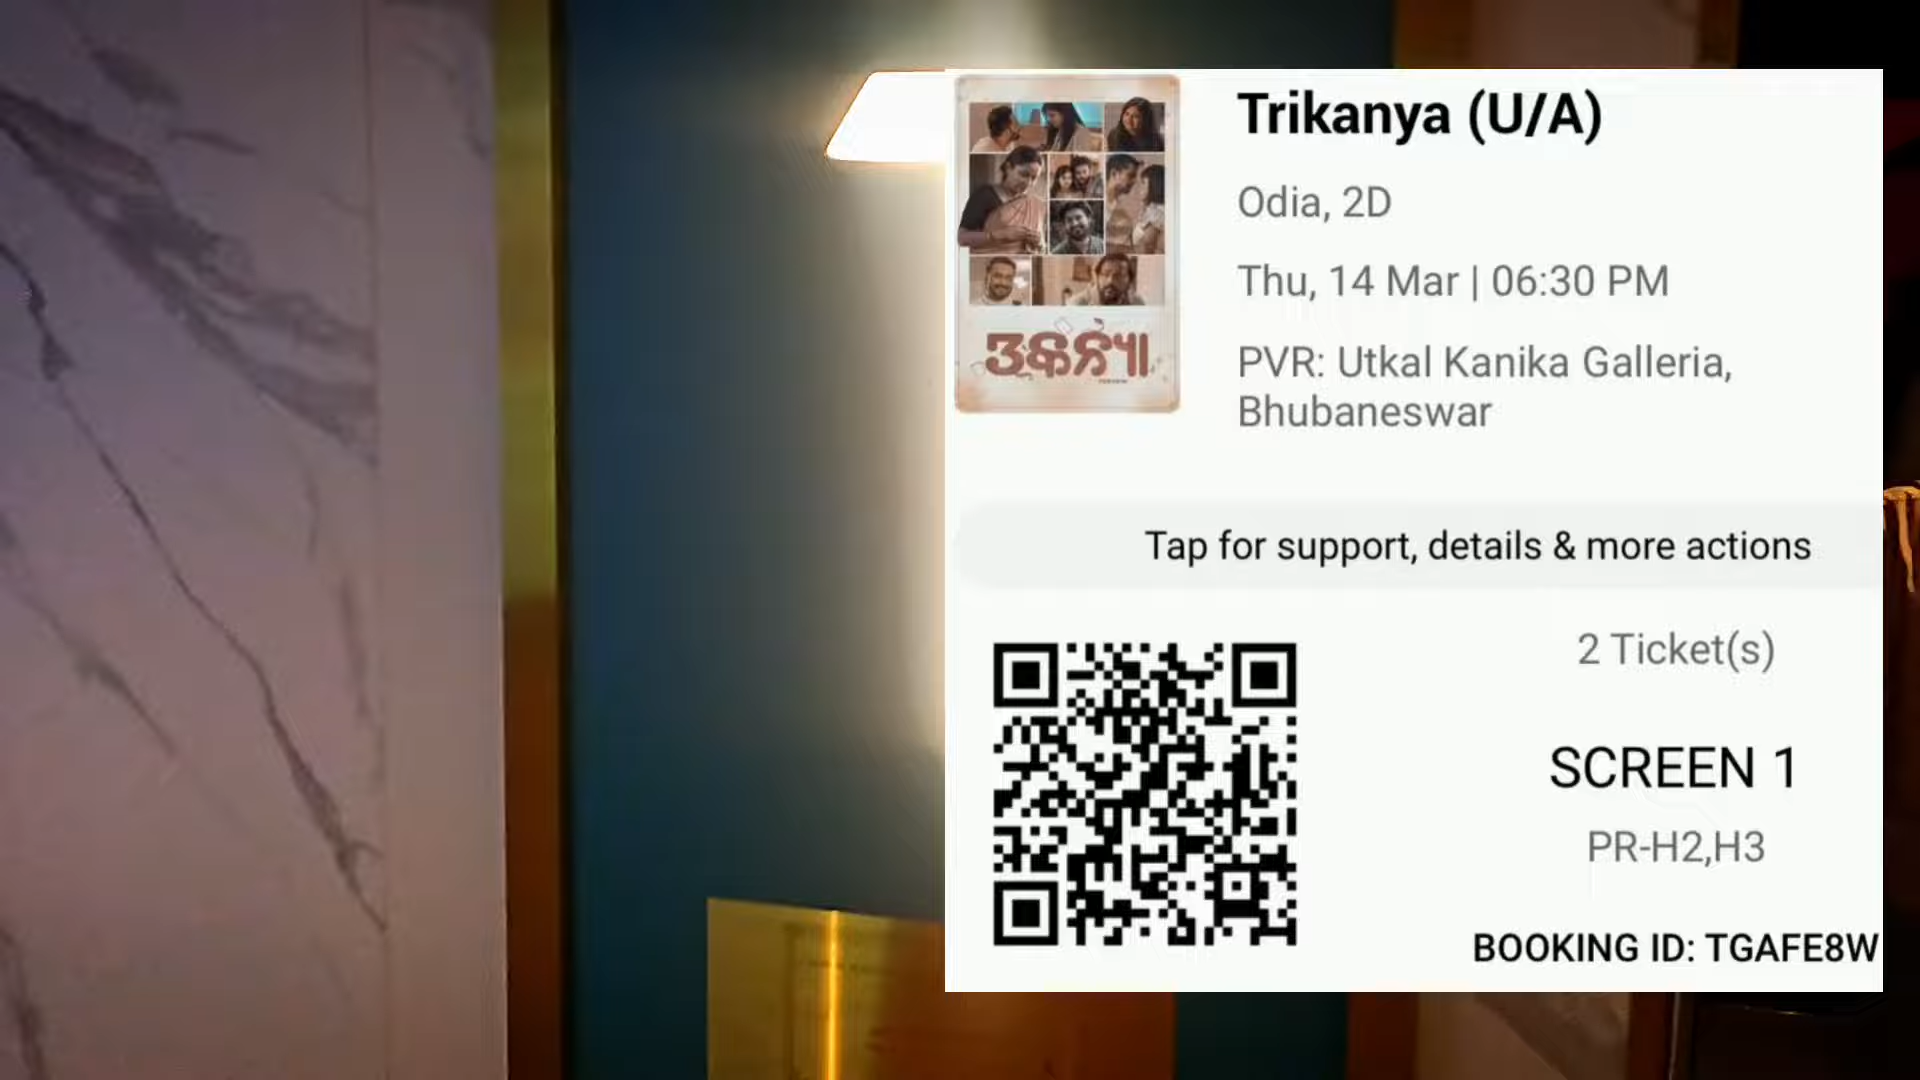 Trikanya (U/A)
Odia, 2D
Thu, 14 Mar | 06:30 PM
PVR: Utkal Kanika Galleria,
Bhubaneswar
ତ୍ରିକନ୍ୟା
Tap for support, details & more actions
2 Ticket(s)
SCREEN 1
PR-H2,H3
BOOKING ID: TGAFE8W